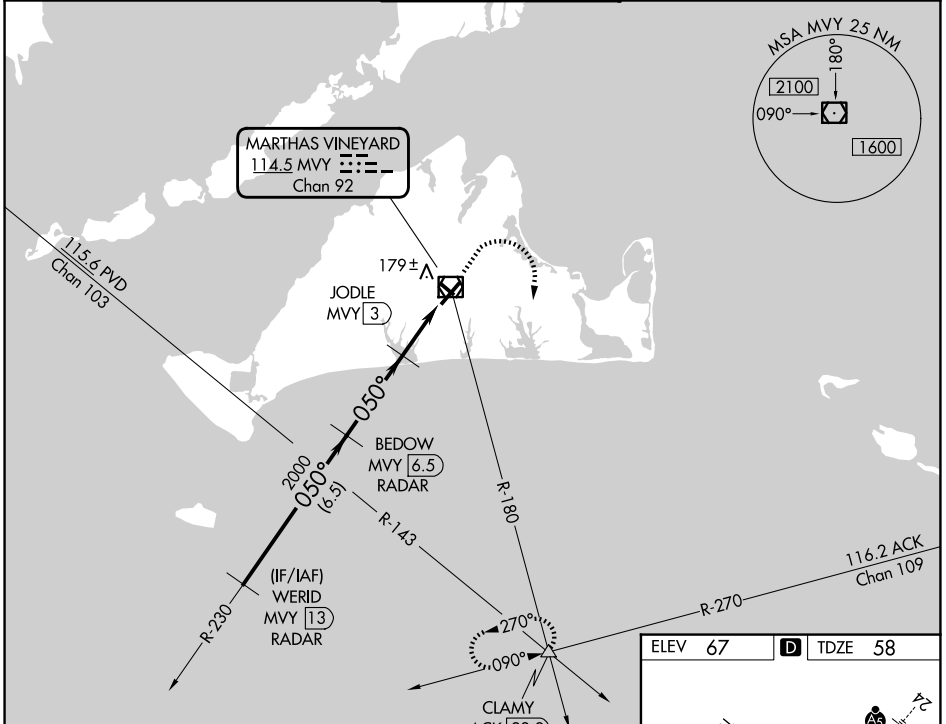 MSA MVY 25 NM
180°
2100
090°
1600
MARTHAS VINEYARD
114.5 MVY
Chan 92
115.6 PVD
Chan 103
179±
JODLE
MVY 3
050°
BEDOW
MVY 6.5
RADAR
2000
050°
(6.5)
R-143
R-180
(IF/IAF)
WERID
MVY 13
RADAR
R-230
116.2 ACK
Chan 109
R-270
270°
090°
CLAMY
ELEV 67
D
TDZE 58
A5
24